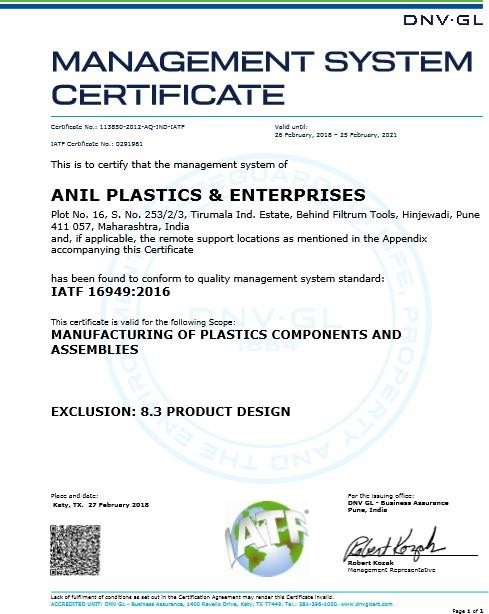 DNV·GL
MANAGEMENT SYSTEM
CERTIFICATE
Certificate No.: 113850-2012-AQ-IND-IATF
Valid until:
26 February, 2018 – 25 February, 2021
IATF Certificate No.: 0291961
This is to certify that the management system of
ANIL PLASTICS & ENTERPRISES
Plot No. 16, S. No. 253/2/3, Tirumala Ind. Estate, Behind Filtrum Tools, Hinjewadi, Pune
411 057, Maharashtra, India
and, if applicable, the remote support locations as mentioned in the Appendix
accompanying this Certificate
has been found to conform to quality management system standard:
IATF 16949:2016
This certificate is valid for the following Scope:
MANUFACTURING OF PLASTICS COMPONENTS AND
ASSEMBLIES
EXCLUSION: 8.3 PRODUCT DESIGN
Place and date:
Katy, TX. 27 February 2018
For the issuing office:
DNV GL - Business Assurance
Pune, India
IATF
Robert Kozak
Robert Kozak
Management Representative
Lack of fulfilment of conditions as set out in the Certification Agreement may render this Certificate invalid.
ACCREDITED UNIT: DNV GL - Business Assurance, 1400 Ravello Drive, Katy, TX 77449. Tel.: 281-396-1000. www.dnvglcert.com
Page 1 of 1